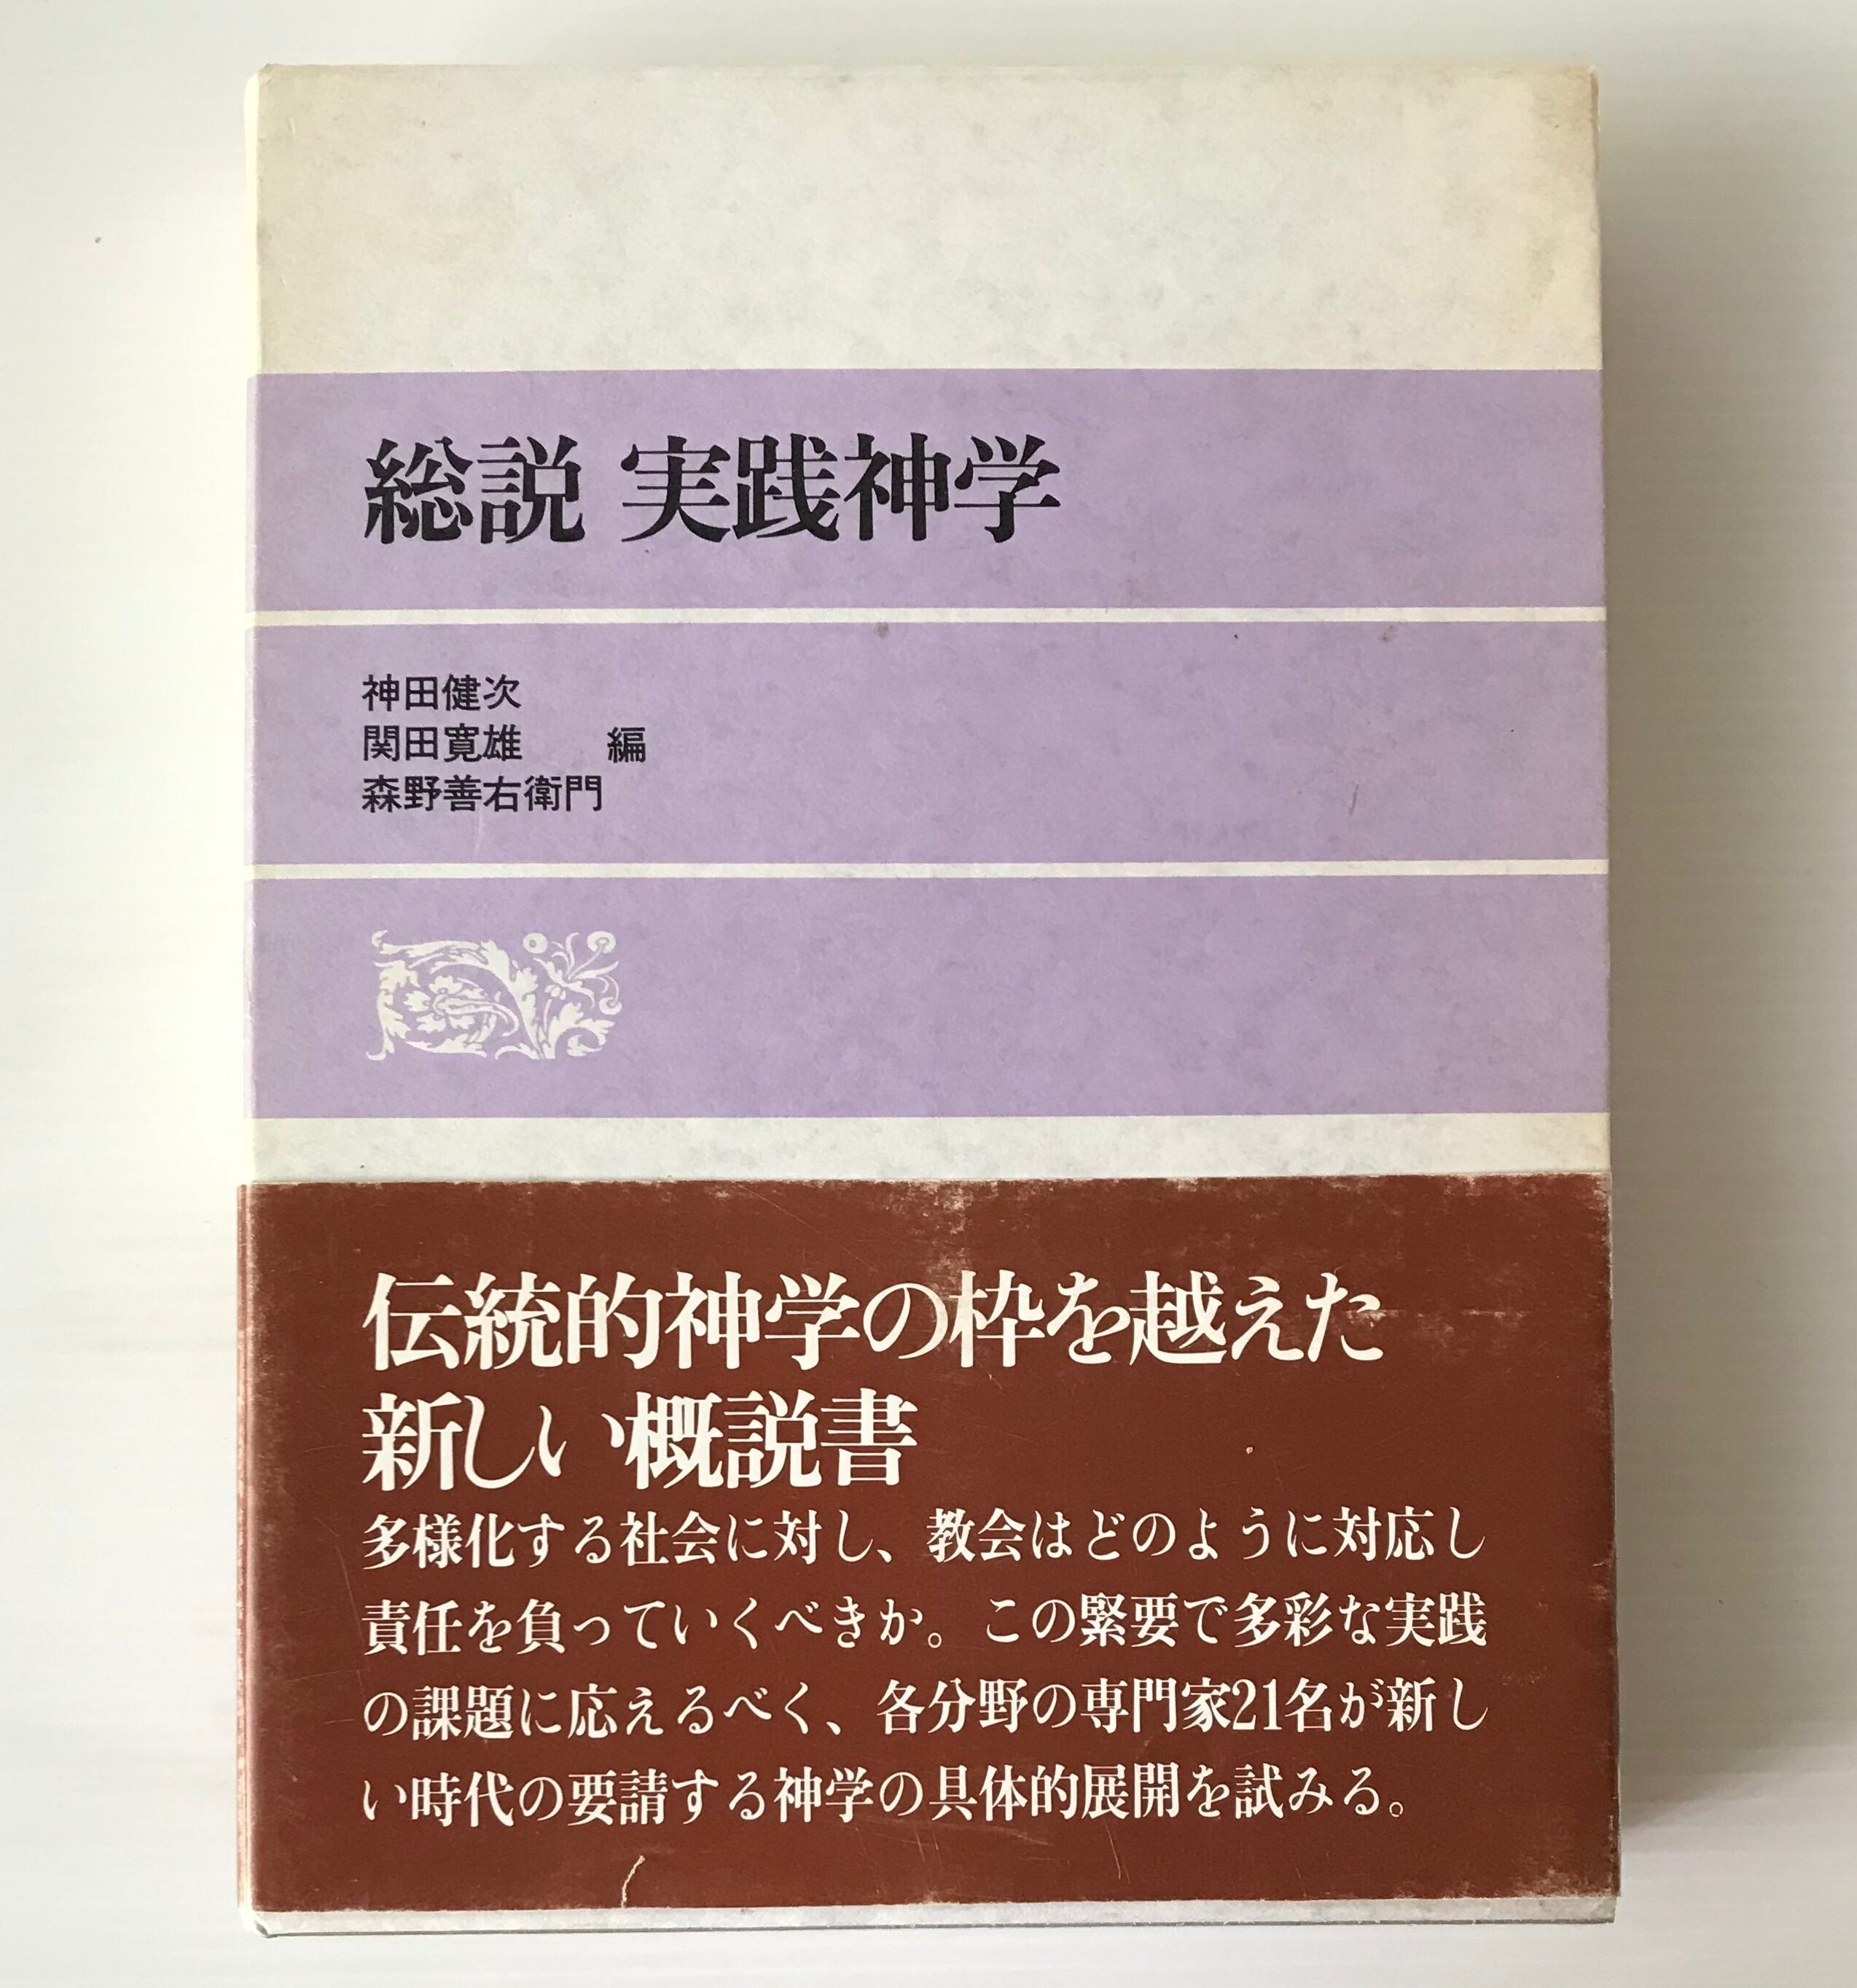 総説 実践神学
神田健次
関田寛雄 編
森野善右衛門
伝統的神学の枠を越えた
新しい概説書
多様化する社会に対し、教会はどのように対応し
責任を負っていくべきか。この緊要で多彩な実践
の課題に応えるべく、各分野の専門家21名が新し
い時代の要請する神学の具体的展開を試みる。